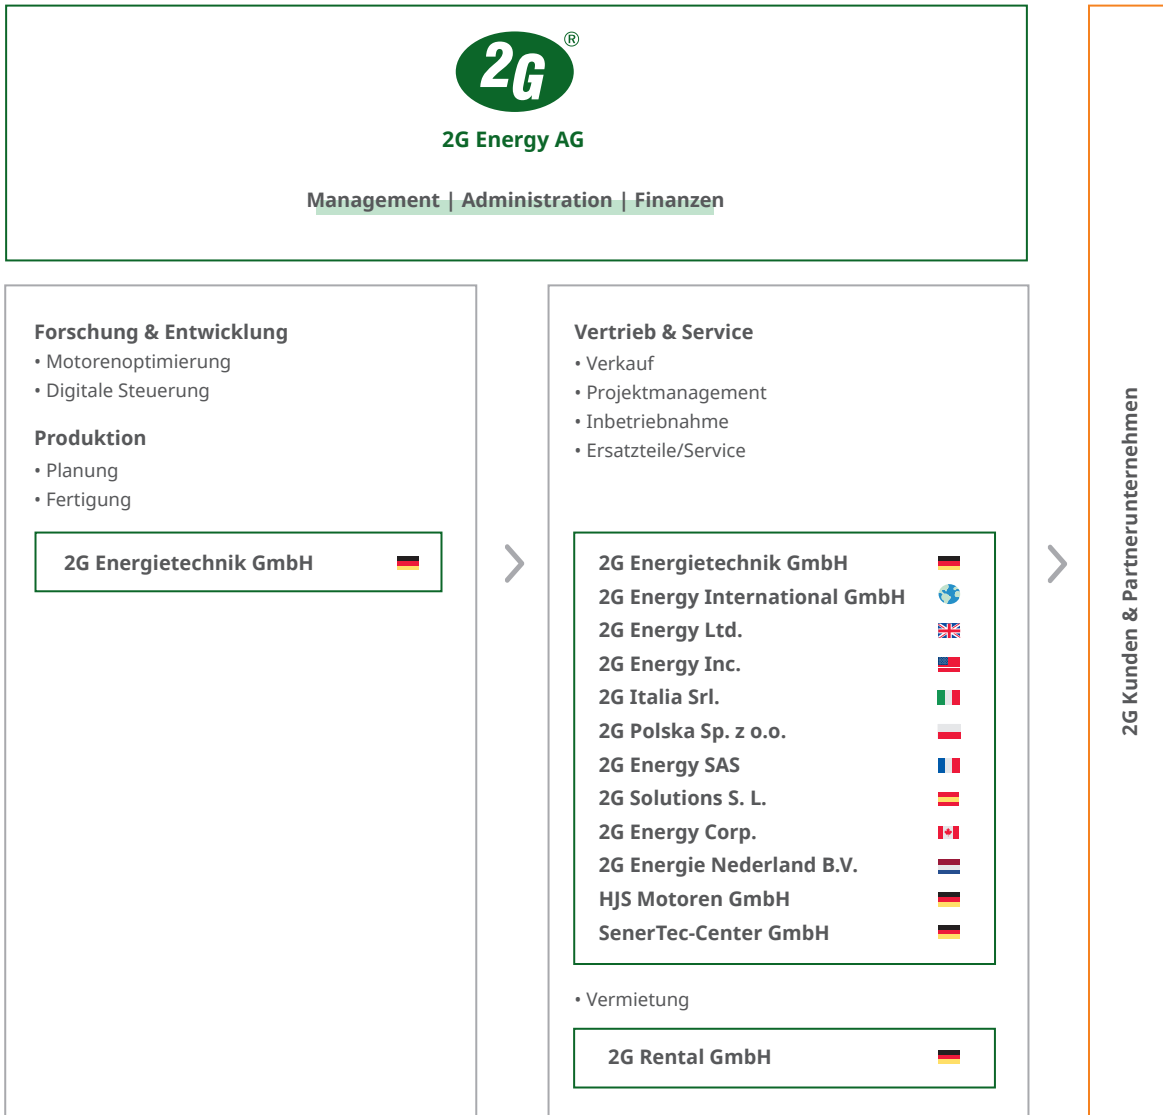 2G®
2G Energy AG
Management | Administration | Finanzen
Forschung & Entwicklung
• Motorenoptimierung
• Digitale Steuerung
Produktion
• Planung
• Fertigung
2G Energietechnik GmbH
Vertrieb & Service
• Verkauf
• Projektmanagement
• Inbetriebnahme
• Ersatzteile/Service
2G Energietechnik GmbH
2G Energy International GmbH
2G Energy Ltd.
2G Energy Inc.
2G Italia Srl.
2G Polska Sp. z o.o.
2G Energy SAS
2G Solutions S. L.
2G Energy Corp.
2G Energie Nederland B.V.
HJS Motoren GmbH
SenerTec-Center GmbH
• Vermietung
2G Rental GmbH
2G Kunden & Partnerunternehmen